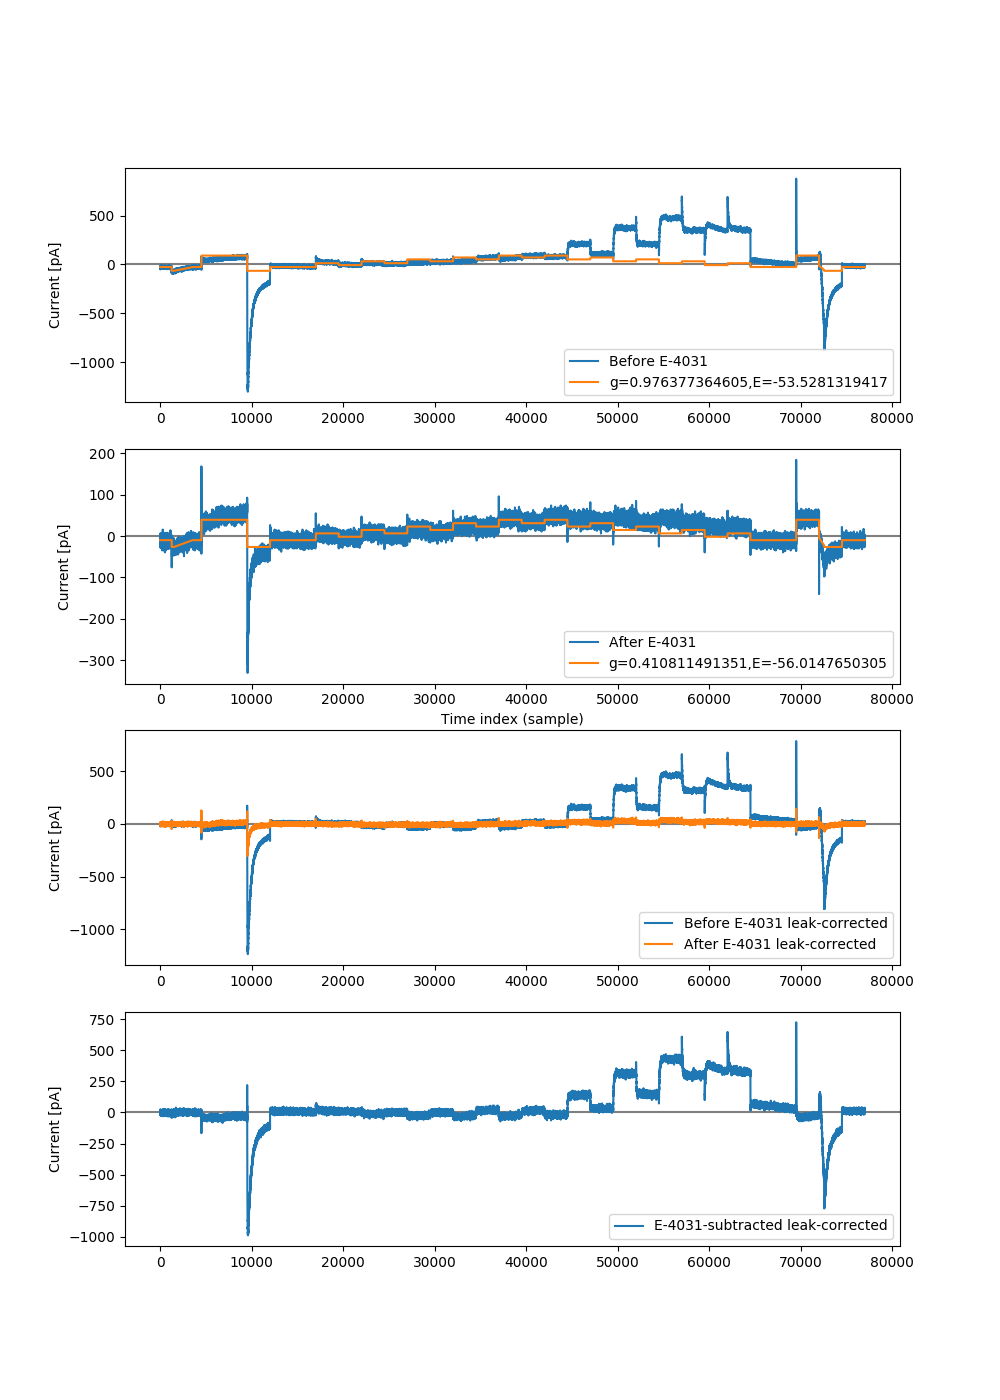 500
0
−500
−1000
Current [pA]
Before E-4031
g=0.976377364605,E=-53.5281319417
0 10000 20000 30000 40000 50000 60000 70000 80000
200
100
0
−100
−200
−300
Current [pA]
After E-4031
g=0.410811491351,E=-56.0147650305
0 10000 20000 30000 40000 50000 60000 70000 80000
Time index (sample)
500
0
−500
−1000
Current [pA]
Before E-4031 leak-corrected
After E-4031 leak-corrected
0 10000 20000 30000 40000 50000 60000 70000 80000
750
500
250
0
−250
−500
−750
−1000
Current [pA]
E-4031-subtracted leak-corrected
0 10000 20000 30000 40000 50000 60000 70000 80000